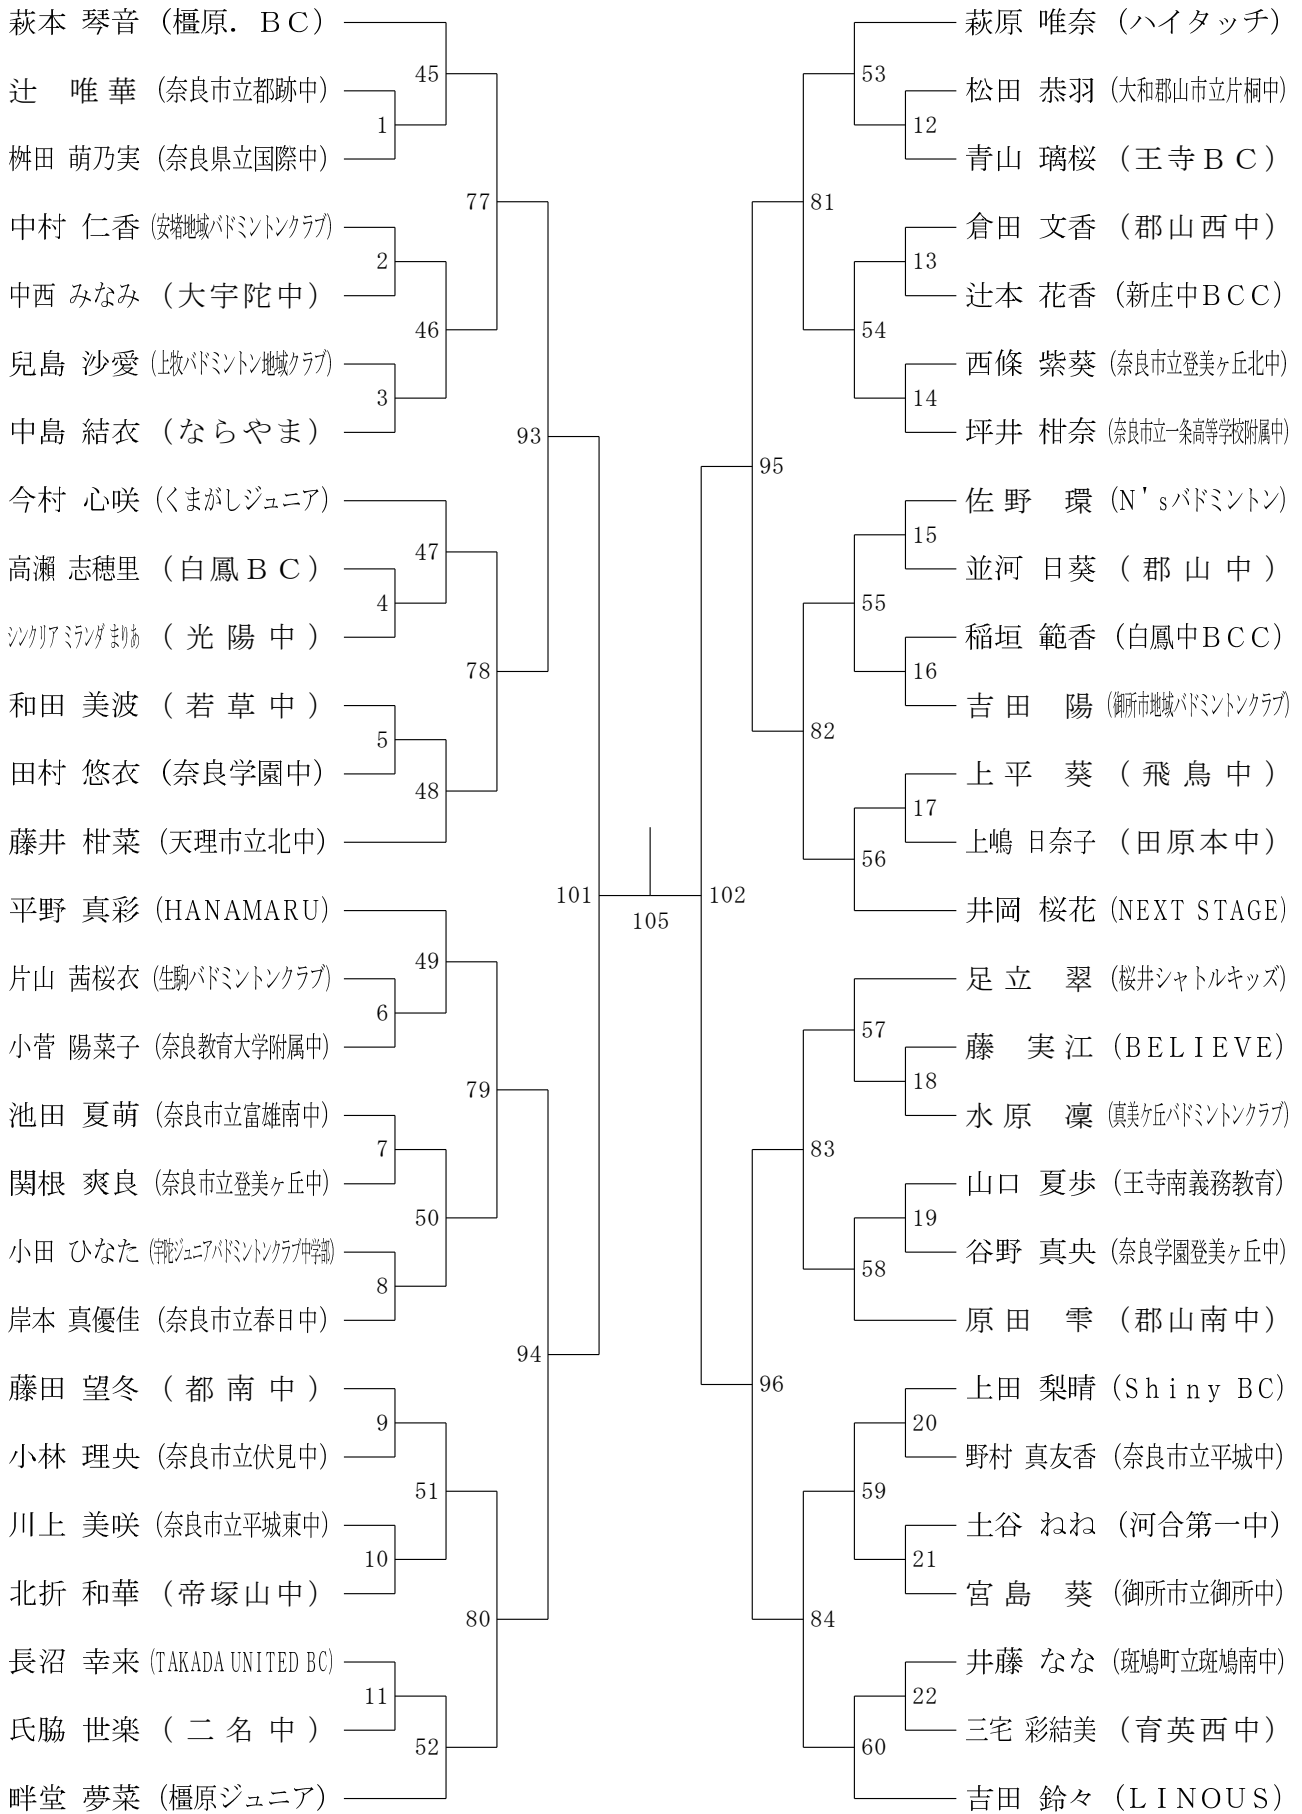 萩本 琴音 (橿原．ＢＣ)
45
辻　唯華 (奈良市立都跡中)
1
桝田 萌乃実 (奈良県立国際中)
77
中村 仁香 (安堵地域バドミントンクラブ)
2
中西 みなみ (大宇陀中)
46
兒島 沙愛 (上牧バドミントン地域クラブ)
3
中島 結衣 (ならやま)
93
今村 心咲 (くまがしジュニア)
47
高瀬 志穂里 (白鳳ＢＣ)
4
シンクリア ミランダ まりあ (光陽中)
78
和田 美波 (若草中)
5
田村 悠衣 (奈良学園中)
48
藤井 柑菜 (天理市立北中)
101
平野 真彩 (HANAMARU)
49
片山 茜桜衣 (生駒バドミントンクラブ)
6
小菅 陽菜子 (奈良教育大学附属中)
79
池田 夏萌 (奈良市立富雄南中)
7
関根 爽良 (奈良市立登美ヶ丘中)
50
小田 ひなた (宇陀ジュニアバドミントンクラブ中学部)
8
岸本 真優佳 (奈良市立春日中)
94
藤田 望冬 (都南中)
9
小林 理央 (奈良市立伏見中)
51
川上 美咲 (奈良市立平城東中)
10
北折 和華 (帝塚山中)
80
長沼 幸来 (TAKADA UNITED BC)
11
氏脇 世楽 (二名中)
52
畔堂 夢菜 (橿原ジュニア)
105
萩原 唯奈 (ハイタッチ)
53
松田 恭羽 (大和郡山市立片桐中)
12
青山 璃桜 (王寺ＢＣ)
81
倉田 文香 (郡山西中)
13
辻本 花香 (新庄中ＢＣＣ)
54
西條 紫葵 (奈良市立登美ヶ丘北中)
14
坪井 柑奈 (奈良市立一条高等学校附属中)
95
佐野　環 (N'sバドミントン)
15
並河 日葵 (郡山中)
55
稲垣 範香 (白鳳中ＢＣＣ)
16
吉田　陽 (御所市地域バドミントンクラブ)
82
上平　葵 (飛鳥中)
17
上嶋 日奈子 (田原本中)
56
102
井岡 桜花 (NEXT STAGE)
足立　翠 (桜井シャトルキッズ)
57
藤　実江 (ＢＥＬＩＥＶＥ)
18
水原　凜 (真美ケ丘バドミントンクラブ)
83
山口 夏歩 (王寺南義務教育)
19
谷野 真央 (奈良学園登美ヶ丘中)
58
原田　雫 (郡山南中)
96
上田 梨晴 (Shiny BC)
20
野村 真友香 (奈良市立平城中)
59
土谷 ねね (河合第一中)
21
宮島　葵 (御所市立御所中)
84
井藤 なな (斑鳩町立斑鳩南中)
22
三宅 彩結美 (育英西中)
60
吉田 鈴々 (ＬＩＮＯＵＳ)